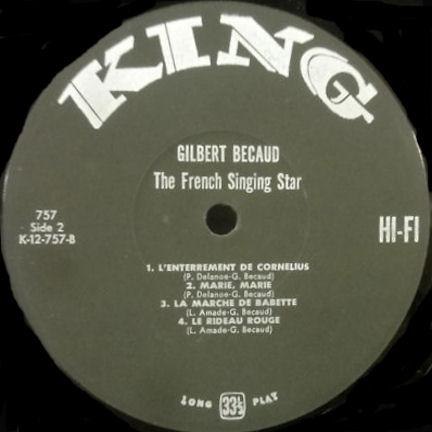 KING
GILBERT BECAUD
The French Singing Star
757
Side 2
K-12-757-B
HI-FI
1. L'ENTERREMENT DE CORNELIUS
(P. Delanoe-G. Becaud)
2. MARIE, MARIE
(P. Delanoe-G. Becaud)
3. LA MARCHE DE BABETTE
(L. Amade-G. Becaud)
4. LE RIDEAU ROUGE
(L. Amade-G. Becaud)
LONG 33⅓ PLAY